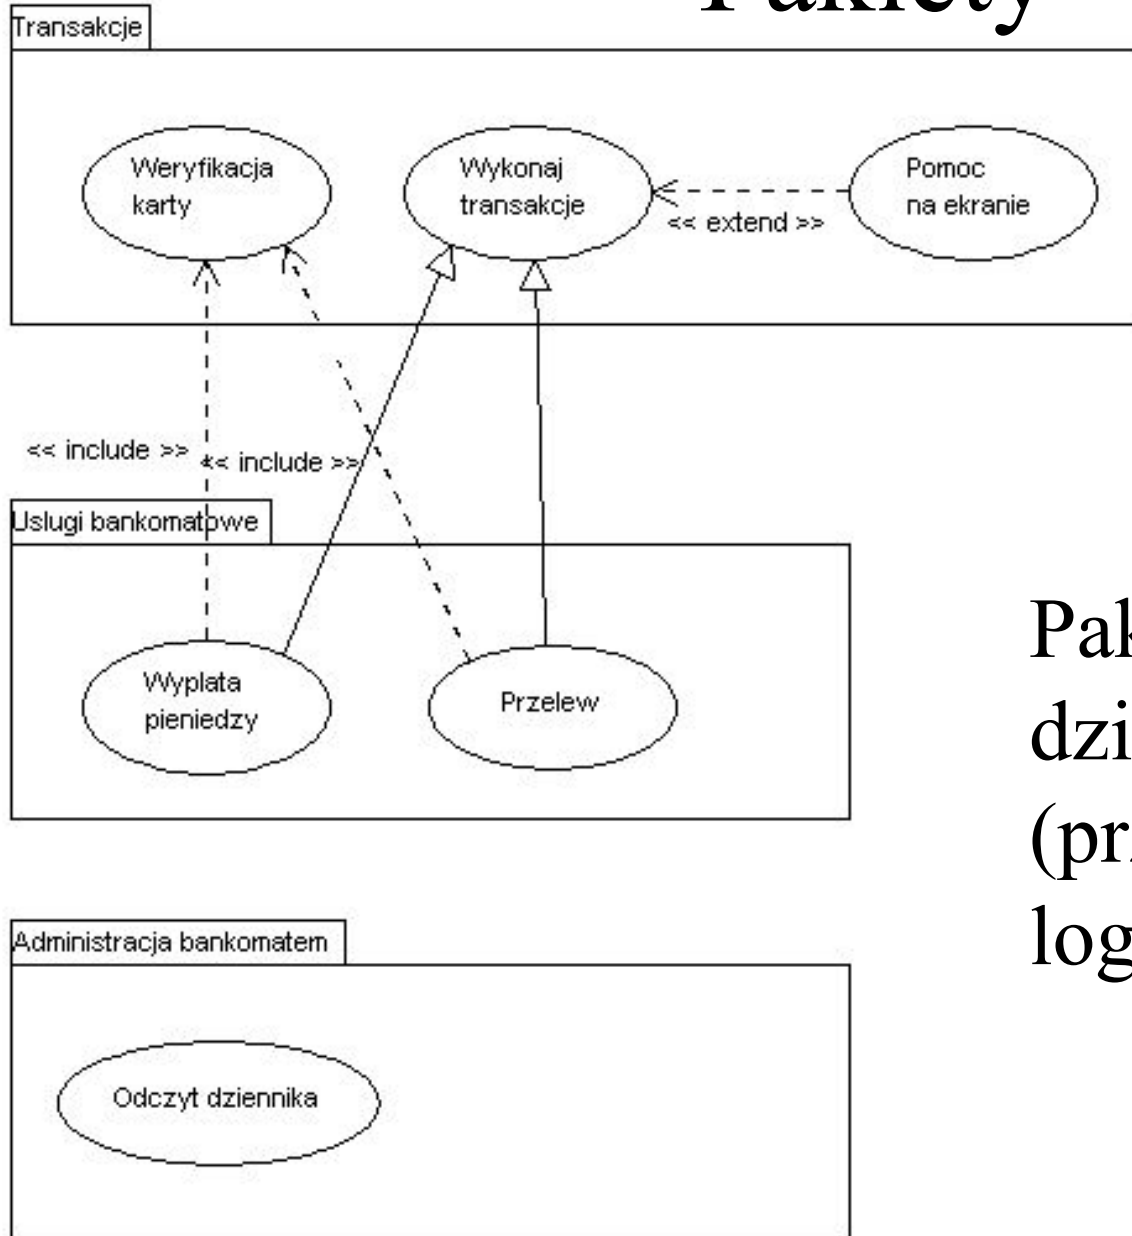 Pakiety
Transakcje
Weryfikacja
karty
Wykonaj
transakcje
Pomoc
na ekranie
<< extend >>
<< include >>
<< include >>
Uslugi bankomatowe
Wyplata
pieniedzy
Przelew
Administracja bankomatem
Odczyt dziennika